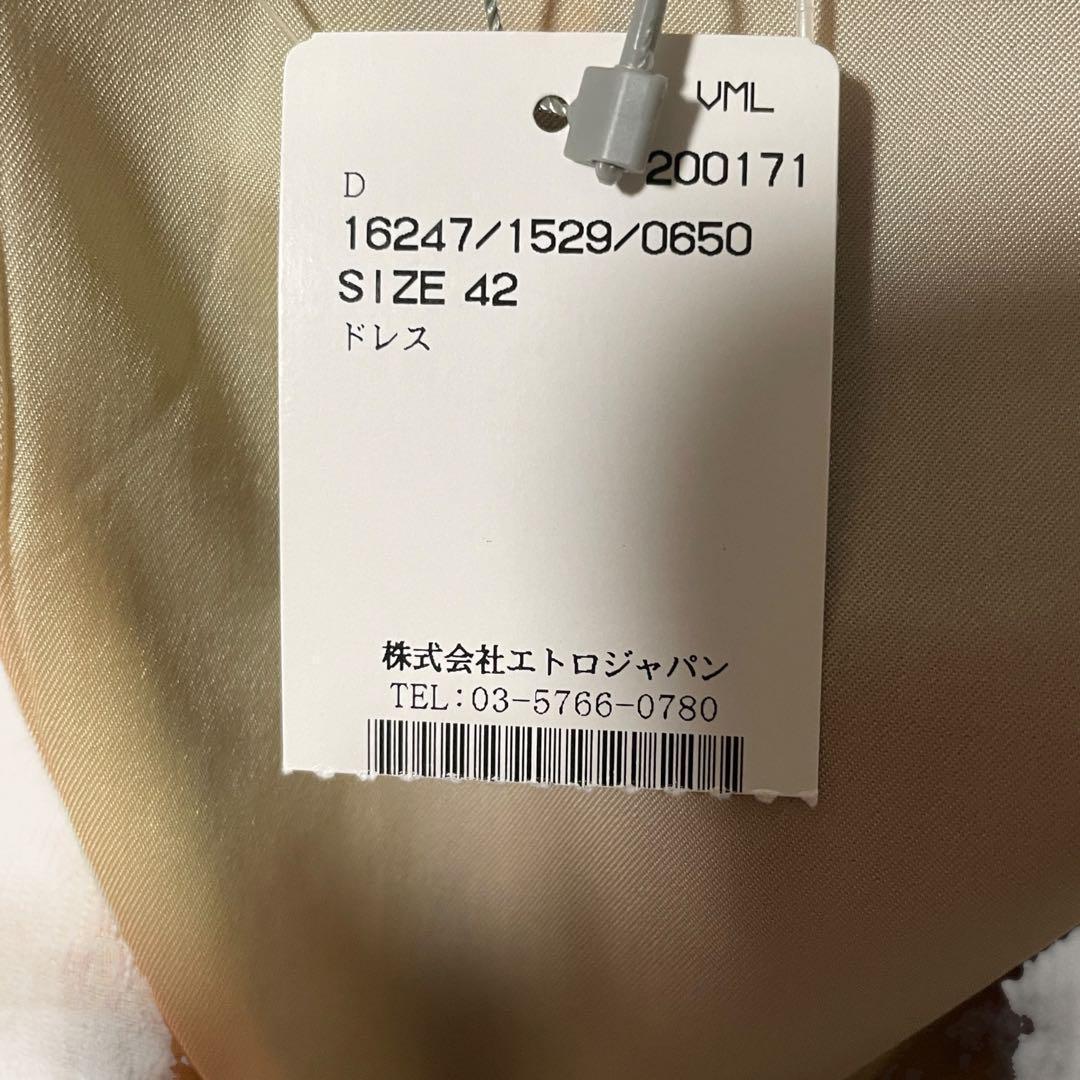 VML
200171
D
16247/1529/0650
SIZE 42
ドレス
株式会社エトロジャパン
TEL:03-5766-0780